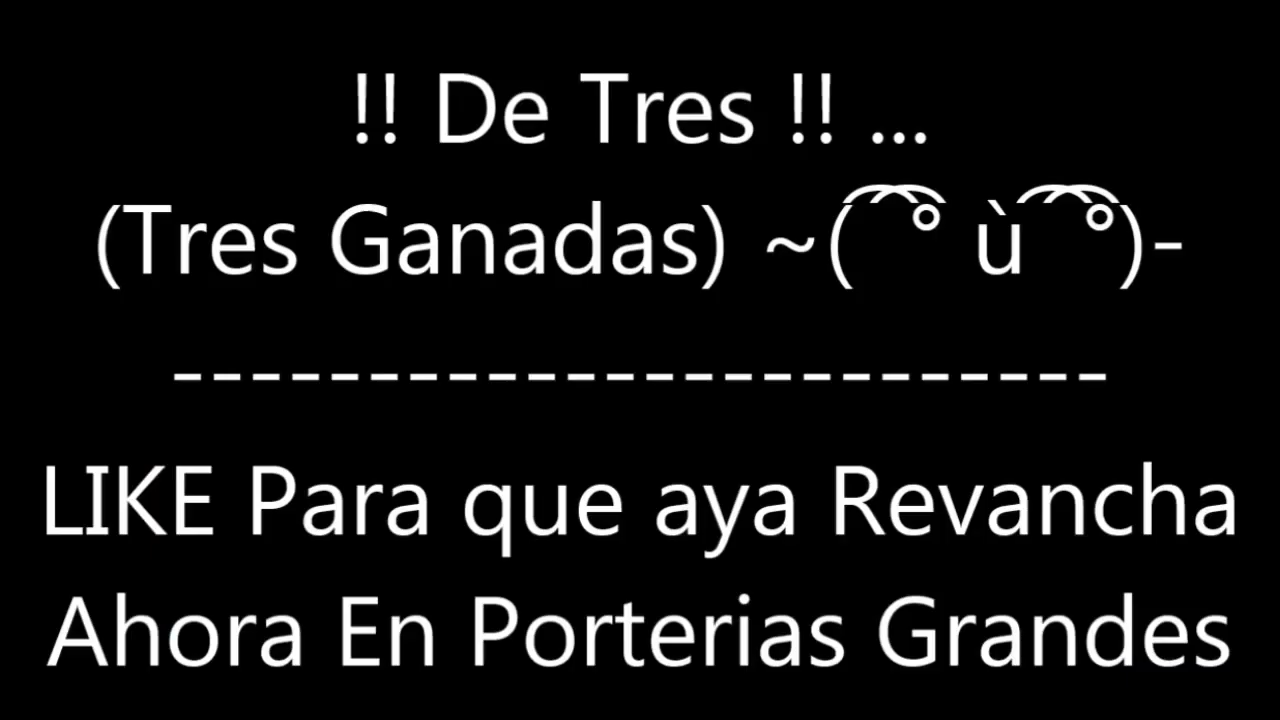 !! De Tres !! ...
(Tres Ganadas) ~(͡ ͡° ù ͡ ͡°)-
------------------------
LIKE Para que aya Revancha
Ahora En Porterias Grandes